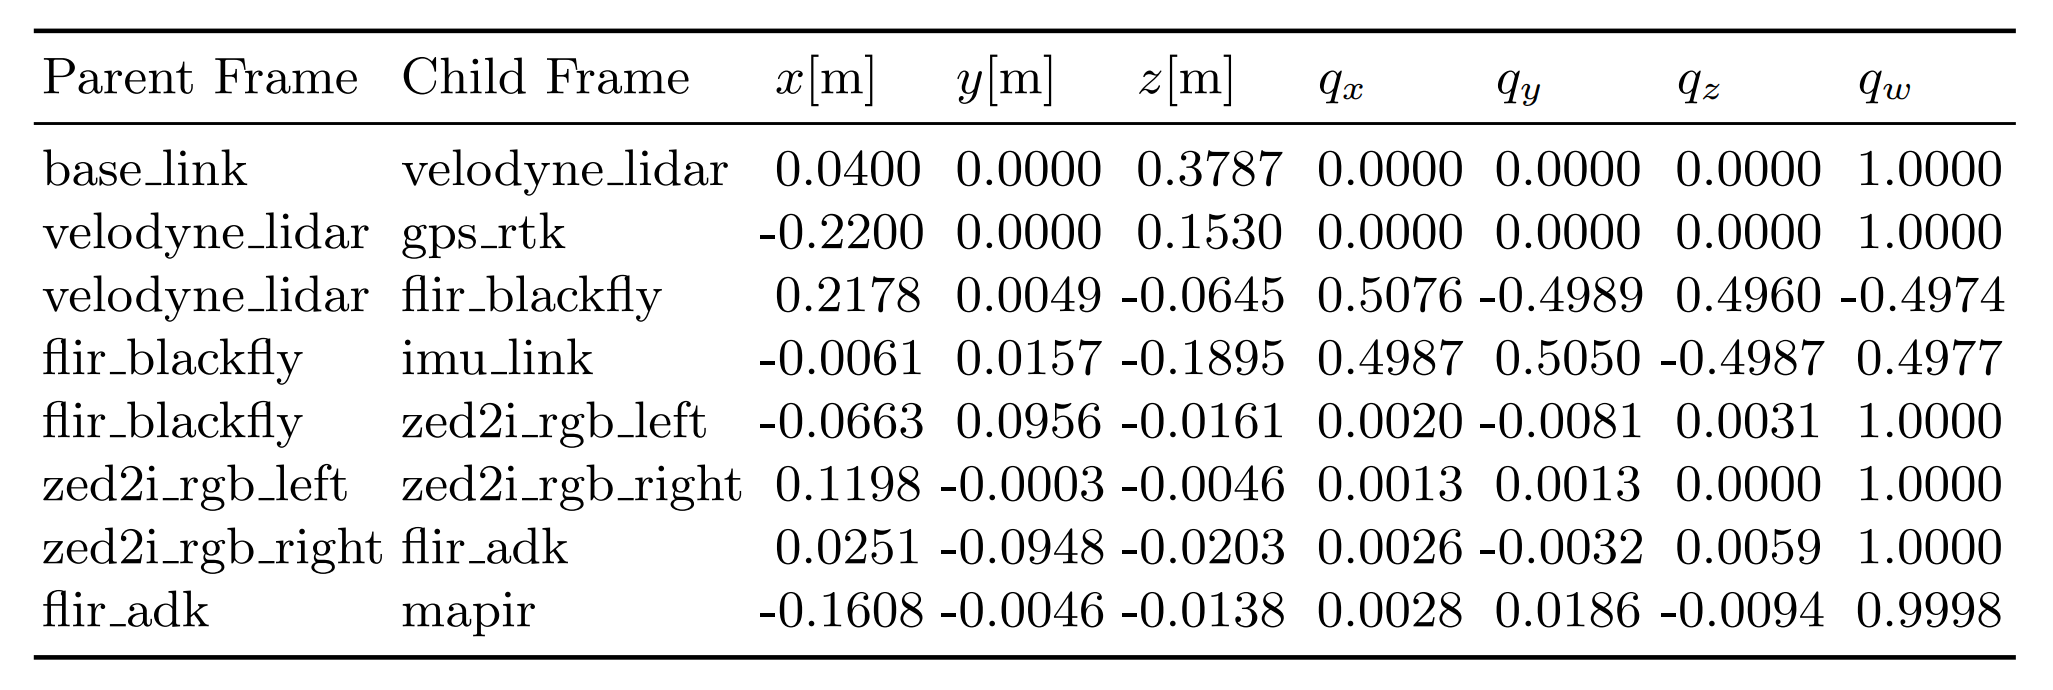 Parent Frame Child Frame x[m] y[m] z[m] qx qy qz qw
base_link velodyne_lidar 0.0400 0.0000 0.3787 0.0000 0.0000 0.0000 1.0000
velodyne_lidar gps_rtk -0.2200 0.0000 0.1530 0.0000 0.0000 0.0000 1.0000
velodyne_lidar flir_blackfly 0.2178 0.0049 -0.0645 0.5076 -0.4989 0.4960 -0.4974
flir_blackfly imu_link -0.0061 0.0157 -0.1895 0.4987 0.5050 -0.4987 0.4977
flir_blackfly zed2i_rgb_left -0.0663 0.0956 -0.0161 0.0020 -0.0081 0.0031 1.0000
zed2i_rgb_left zed2i_rgb_right 0.1198 -0.0003 -0.0046 0.0013 0.0013 0.0000 1.0000
zed2i_rgb_right flir_adk 0.0251 -0.0948 -0.0203 0.0026 -0.0032 0.0059 1.0000
flir_adk mapir -0.1608 -0.0046 -0.0138 0.0028 0.0186 -0.0094 0.9998